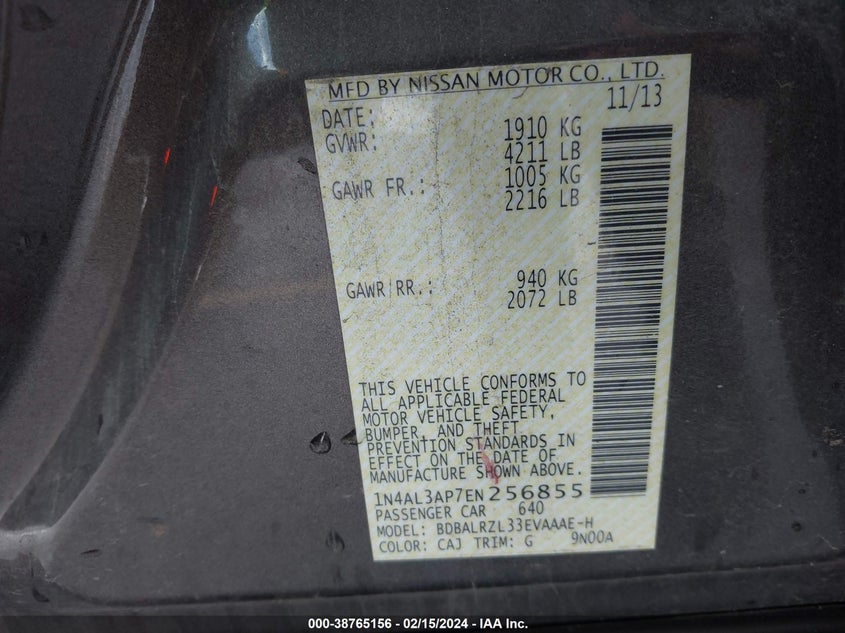 MFD BY NISSAN MOTOR CO., LTD.
11/13
DATE:
GVWR: 1910 KG
4211 LB
GAWR FR.: 1005 KG
2216 LB
GAWR RR.: 940 KG
2072 LB
THIS VEHICLE CONFORMS TO
ALL APPLICABLE FEDERAL
MOTOR VEHICLE SAFETY,
BUMPER, AND THEFT
PREVENTION STANDARDS IN
EFFECT ON THE DATE OF
MANUFACTURE SHOWN ABOVE.
1N4AL3AP7EN256855
PASSENGER CAR 640
MODEL: BDBALRZL33EVAAAE-H
COLOR: CAJ TRIM: G 9N00A
000-38765156 - 02/15/2024 - IAA Inc.